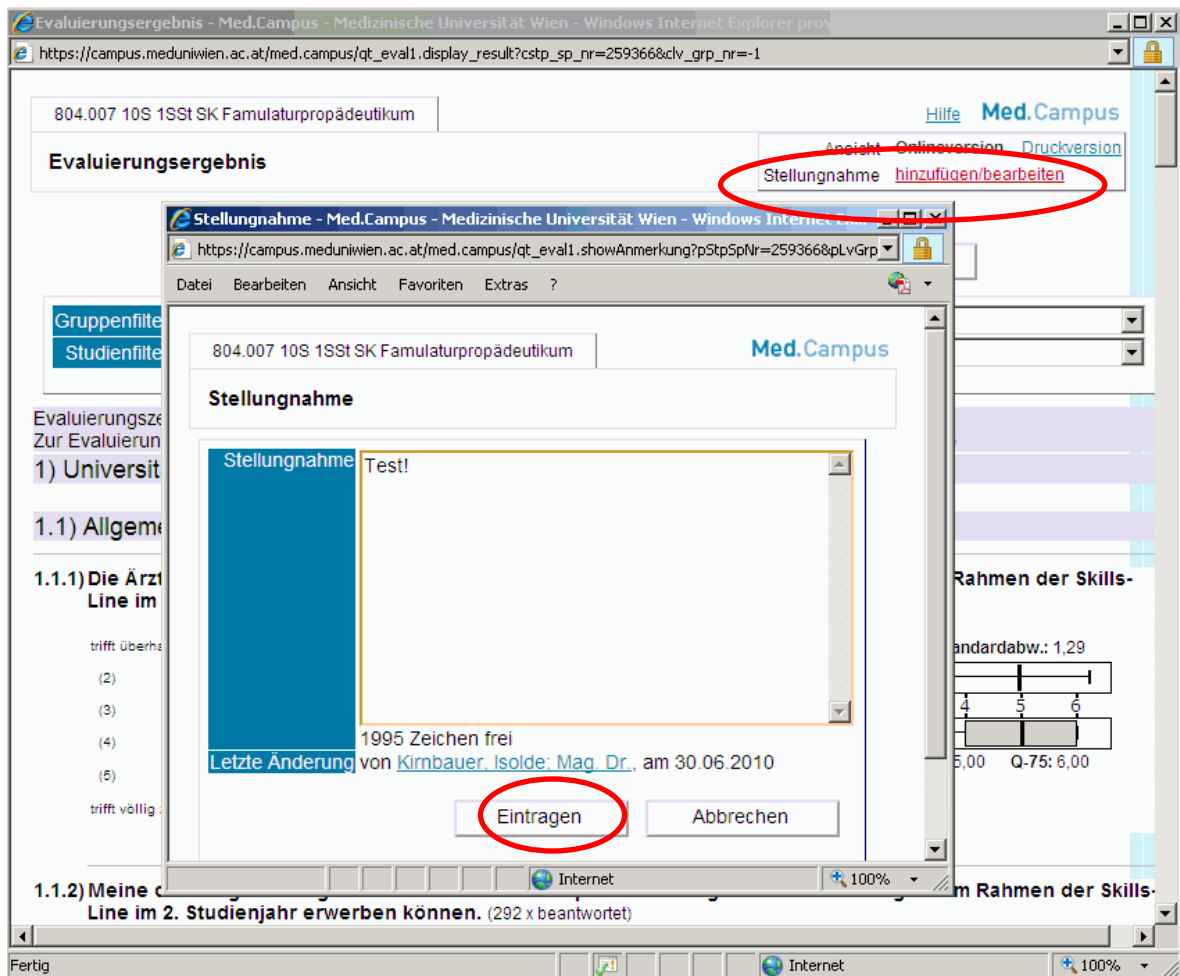 Evaluierungsergebnis - Med.Campus - Medizinische Universität Wien - Windows Internet Explorer prov
https://campus.meduniwien.ac.at/med.campus/qt_eval1.display_result?cstp_sp_nr=259366&clv_grp_nr=-1
804.007 10S 1SSt SK Famulaturpropädeutikum
Hilfe Med.Campus
Evaluierungsergebnis
Ansicht Onlineversion Druckversion
Stellungnahme hinzufügen/bearbeiten
Stellungnahme - Med.Campus - Medizinische Universität Wien - Windows Internet E...
https://campus.meduniwien.ac.at/med.campus/qt_eval1.showAnmerkung?pStpSpNr=259366&pLvGrp
Datei Bearbeiten Ansicht Favoriten Extras ?
Gruppenfilte
Studienfilte
804.007 10S 1SSt SK Famulaturpropädeutikum
Med.Campus
Stellungnahme
Evaluierungsze
Zur Evaluierun
1) Universit
1.1) Allgeme
Stellungnahme Test!
1.1.1) Die Ärzt Rahmen der Skills-
Line im
trifft überha andardabw.: 1,29
(2)
(3) 4 5 6
(4)
(5) 5,00 Q-75: 6,00
trifft völlig
1995 Zeichen frei
Letzte Änderung von Kirnbauer, Isolde; Mag. Dr., am 30.06.2010
Eintragen Abbrechen
Internet 100%
1.1.2) Meine m Rahmen der Skills-
Line im 2. Studienjahr erwerben können. (292 x beantwortet)
Fertig Internet 100%